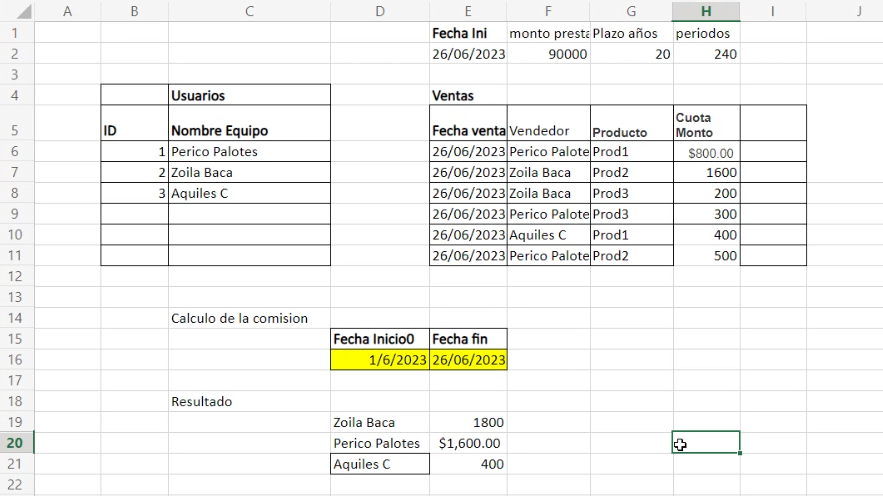 A B C D E F G H I J
1 Fecha Ini monto presta Plazo años periodos
2 26/06/2023 90000 20 240
3
4 Usuarios Ventas
5 ID Nombre Equipo Fecha venta Vendedor Producto Cuota Monto
6 1 Perico Palotes 26/06/2023 Perico Palote Prod1 $800.00
7 2 Zoila Baca 26/06/2023 Zoila Baca Prod2 1600
8 3 Aquiles C 26/06/2023 Zoila Baca Prod3 200
9 26/06/2023 Perico Palote Prod3 300
10 26/06/2023 Aquiles C Prod1 400
11 26/06/2023 Perico Palote Prod2 500
12
13
14 Calculo de la comision
15 Fecha Inicio0 Fecha fin
16 1/6/2023 26/06/2023
17
18 Resultado
19 Zoila Baca 1800
20 Perico Palotes $1,600.00
21 Aquiles C 400
22